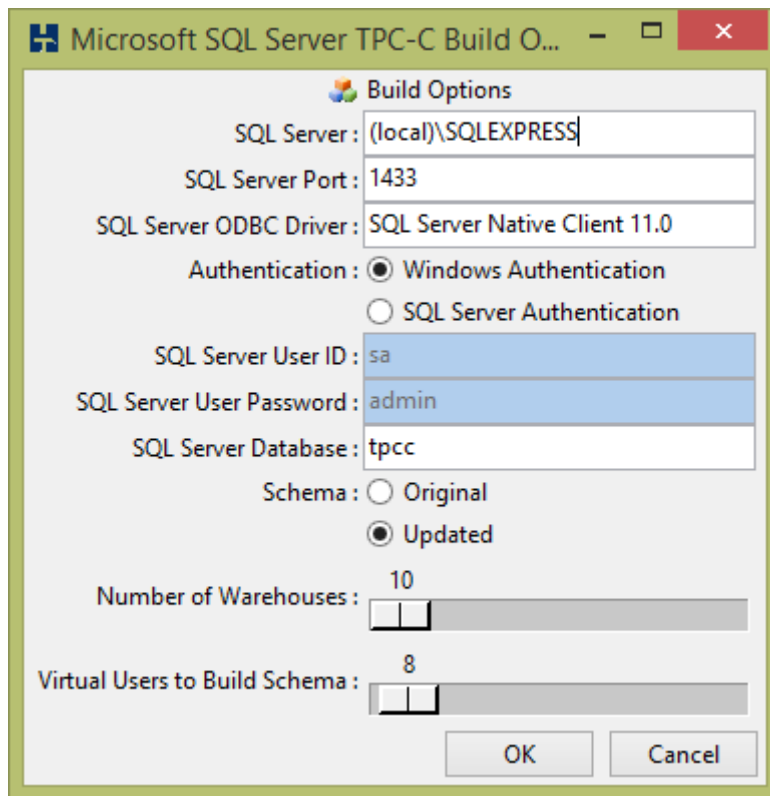 Microsoft SQL Server TPC-C Build O...
Build Options
SQL Server : (local)\SQLEXPRESS
SQL Server Port : 1433
SQL Server ODBC Driver : SQL Server Native Client 11.0
Authentication : Windows Authentication
SQL Server Authentication
SQL Server User ID : sa
SQL Server User Password : admin
SQL Server Database : tpcc
Schema : Original
Updated
10
Number of Warehouses :
8
Virtual Users to Build Schema :
OK Cancel